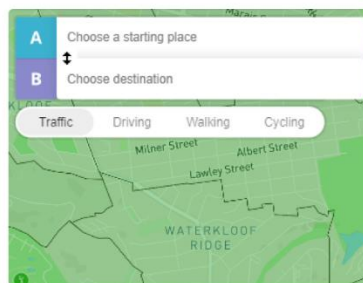 A
Choose a starting place
B
Choose destination
Traffic
Driving
Walking
Cycling
Milner Street
Albert Street
Lawley Street
WATERKLOOF
RIDGE